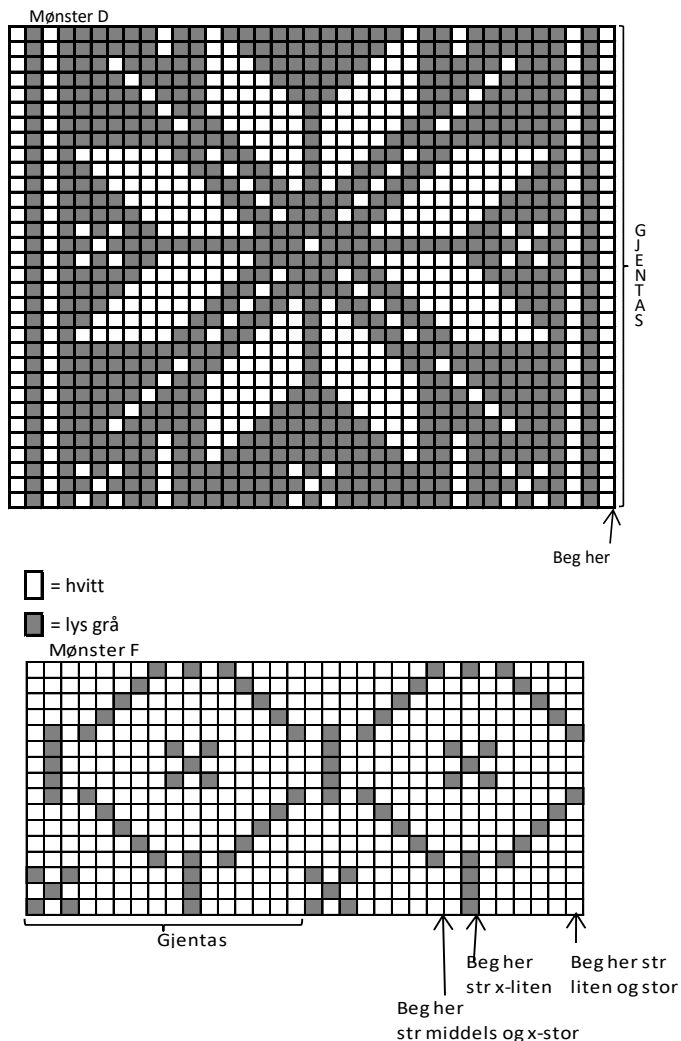 Mønster D
GJENTAS
Beg her
= hvitt
= lys grå
Mønster F
Gjentas
Beg her
str middels og x-stor
Beg her
str x-liten
Beg her str
liten og stor